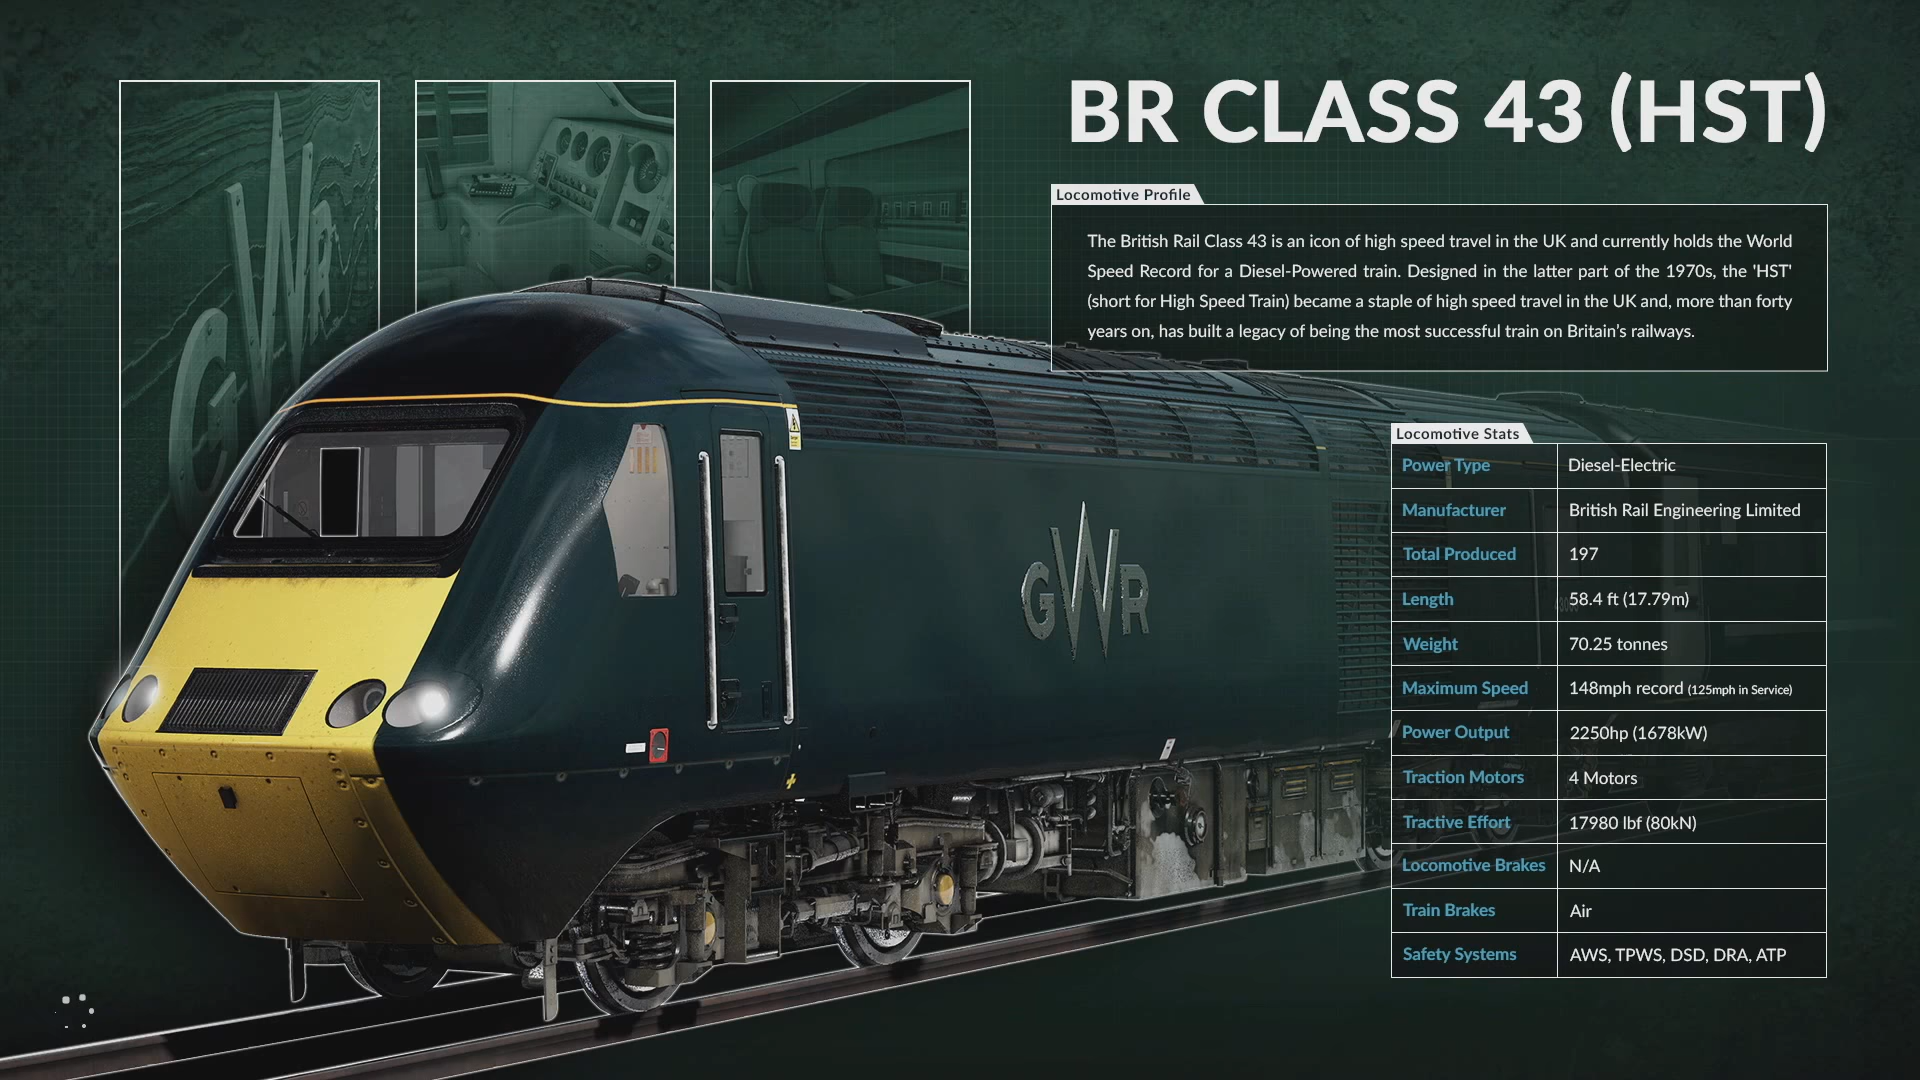 BR CLASS 43 (HST)
Locomotive Profile
The British Rail Class 43 is an icon of high speed travel in the UK and currently holds the World
Speed Record for a Diesel-Powered train. Designed in the latter part of the 1970s, the 'HST'
(short for High Speed Train) became a staple of high speed travel in the UK and, more than forty
years on, has built a legacy of being the most successful train on Britain's railways.
GWR
GWR
Locomotive Stats
Power Type Diesel-Electric
Manufacturer British Rail Engineering Limited
Total Produced 197
Length 58.4 ft (17.79m)
Weight 70.25 tonnes
Maximum Speed 148mph record (125mph in Service)
Power Output 2250hp (1678kW)
Traction Motors 4 Motors
Tractive Effort 17980 lbf (80kN)
Locomotive Brakes N/A
Train Brakes Air
Safety Systems AWS, TPWS, DSD, DRA, ATP